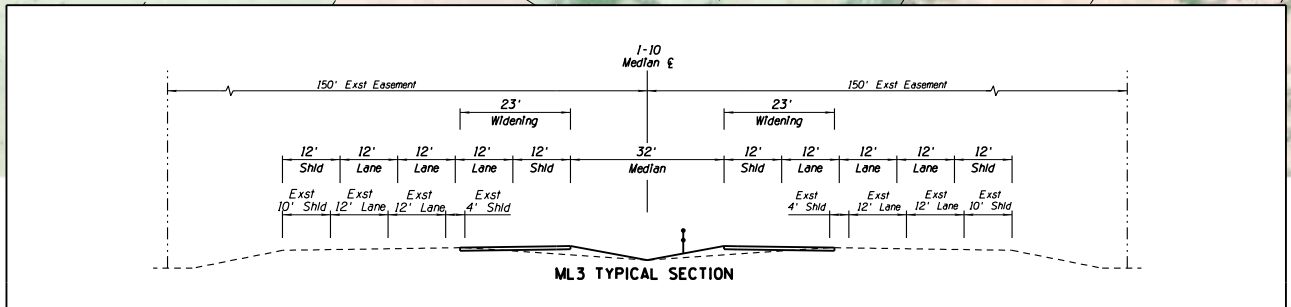 I-10
Median ℄
150' Exst Easement 150' Exst Easement
23' 23'
Widening Widening
12' 12' 12' 12' 12' 32' 12' 12' 12' 12' 12'
Shld Lane Lane Lane Shld Median Shld Lane Lane Lane Shld
Exst Exst Exst Exst Exst Exst Exst Exst
10' Shld 12' Lane 12' Lane 4' Shld 4' Shld 12' Lane 12' Lane 10' Shld
ML3 TYPICAL SECTION